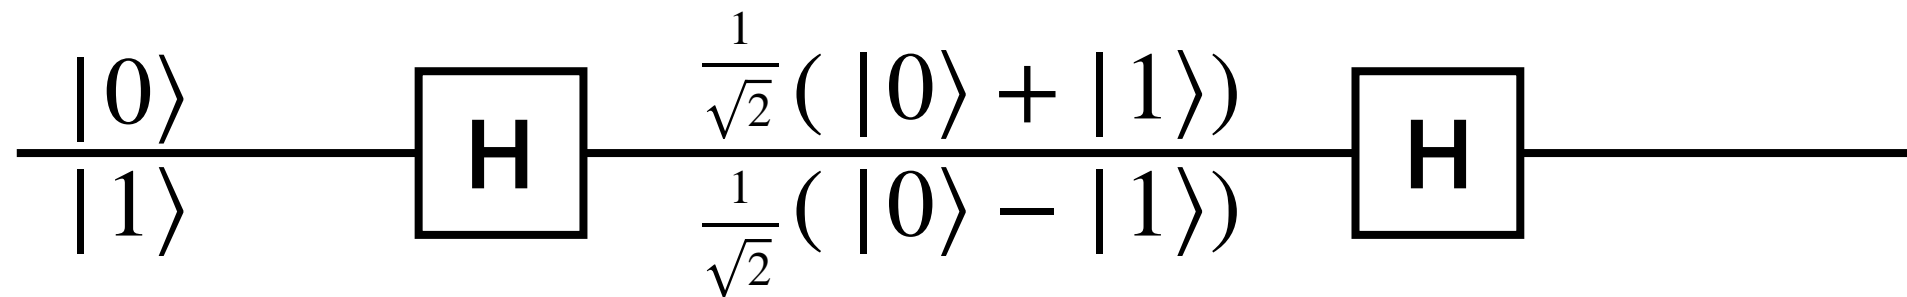 |0⟩
|1⟩
H
1/√2 ( |0⟩ + |1⟩)
1/√2 ( |0⟩ − |1⟩)
H